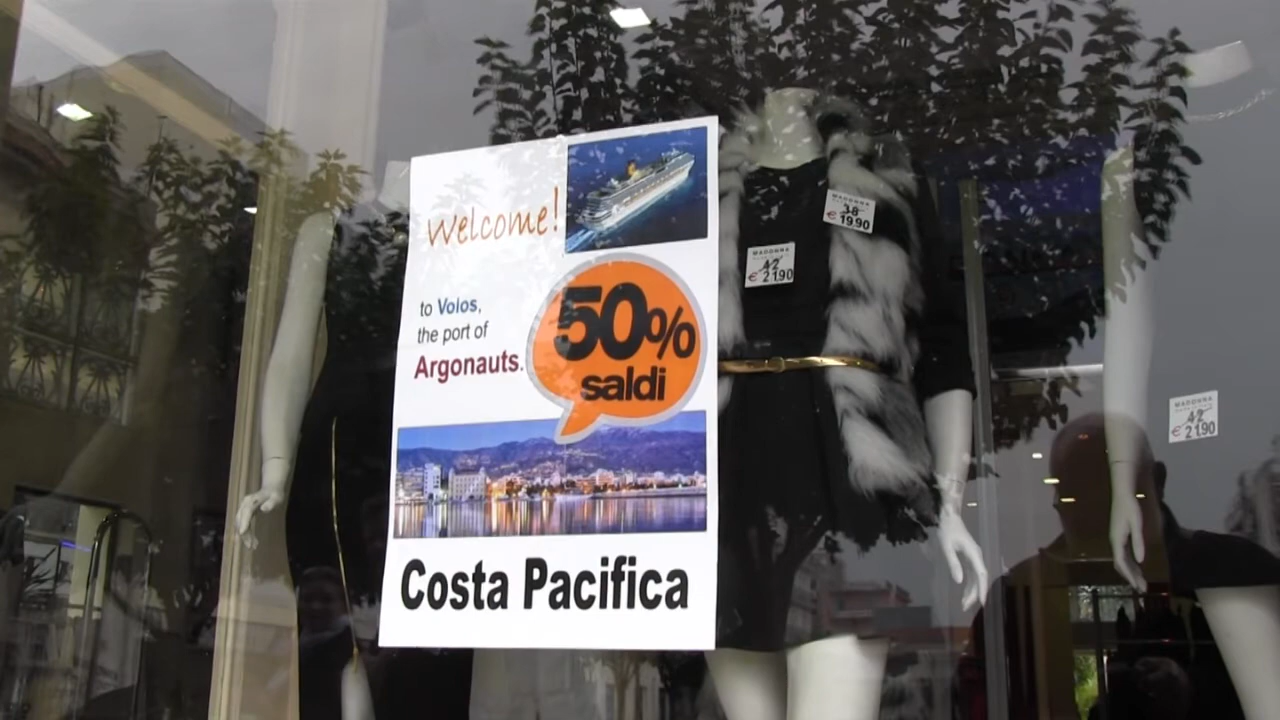 Welcome!
to Volos,
the port of
Argonauts.
50%
saldi
Costa Pacifica
MADONNA
38
€ 19.90
MADONNA
42
€ 21.90
MADONNA
42
€ 21.90